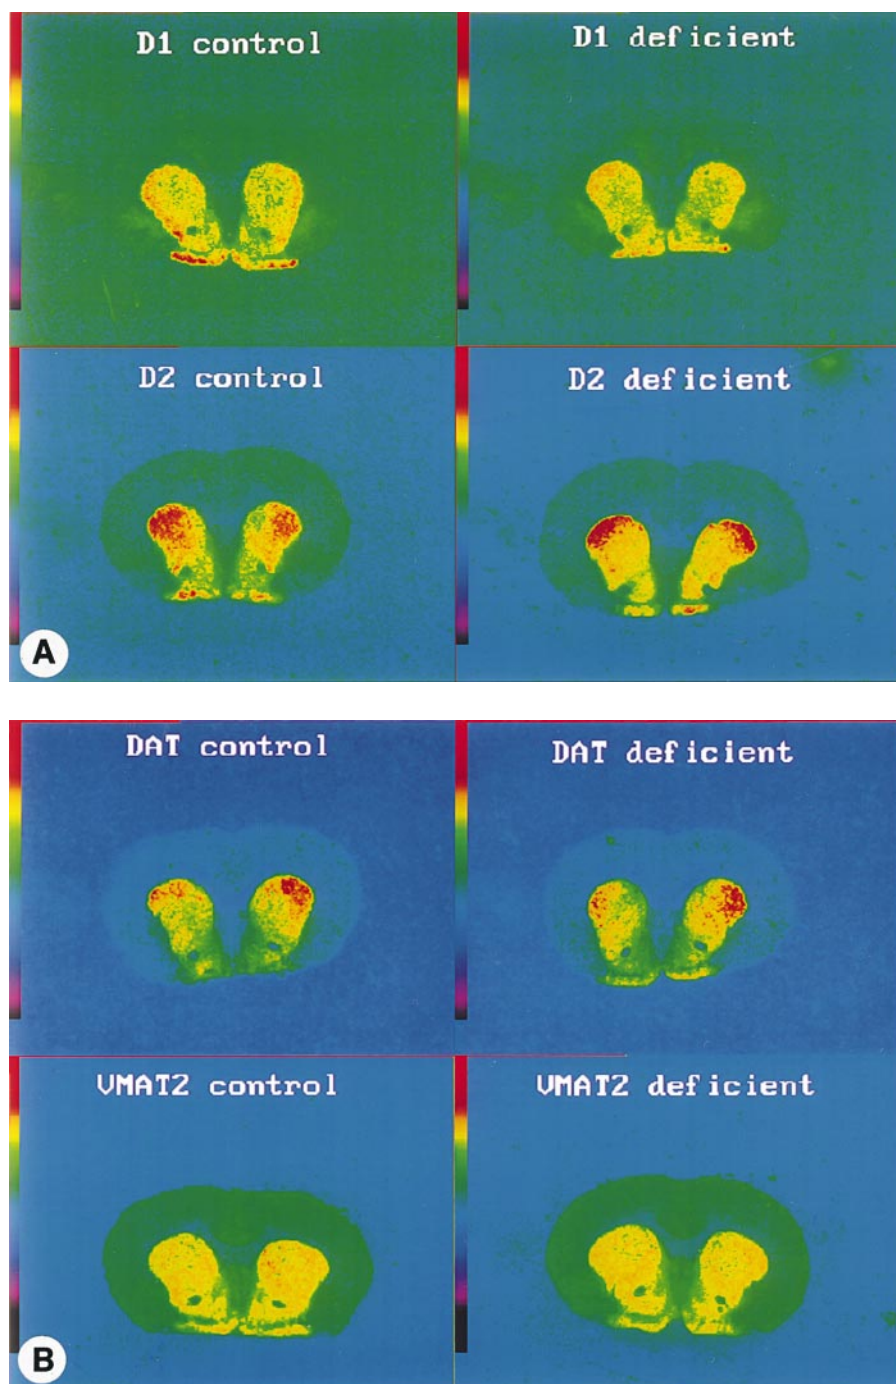 D1 control
D1 deficient
D2 control
D2 deficient
A
DAT control
DAT deficient
VMAT2 control
VMAT2 deficient
B